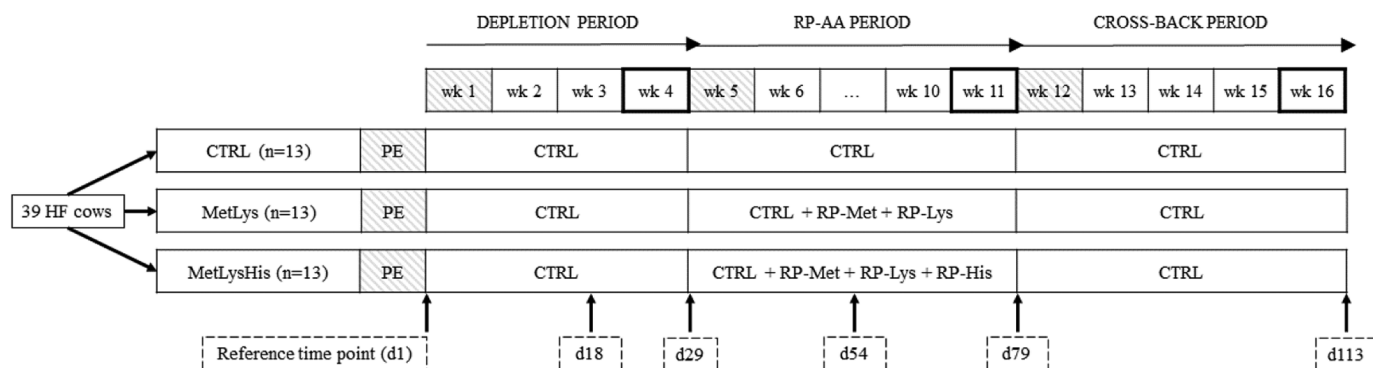 DEPLETION PERIOD RP-AA PERIOD CROSS-BACK PERIOD
wk 1 wk 2 wk 3 wk 4 wk 5 wk 6 ... wk 10 wk 11 wk 12 wk 13 wk 14 wk 15 wk 16
CTRL (n=13) PE CTRL CTRL CTRL
39 HF cows MetLys (n=13) PE CTRL CTRL + RP-Met + RP-Lys CTRL
MetLysHis (n=13) PE CTRL CTRL + RP-Met + RP-Lys + RP-His CTRL
Reference time point (d1) d18 d29 d54 d79 d113